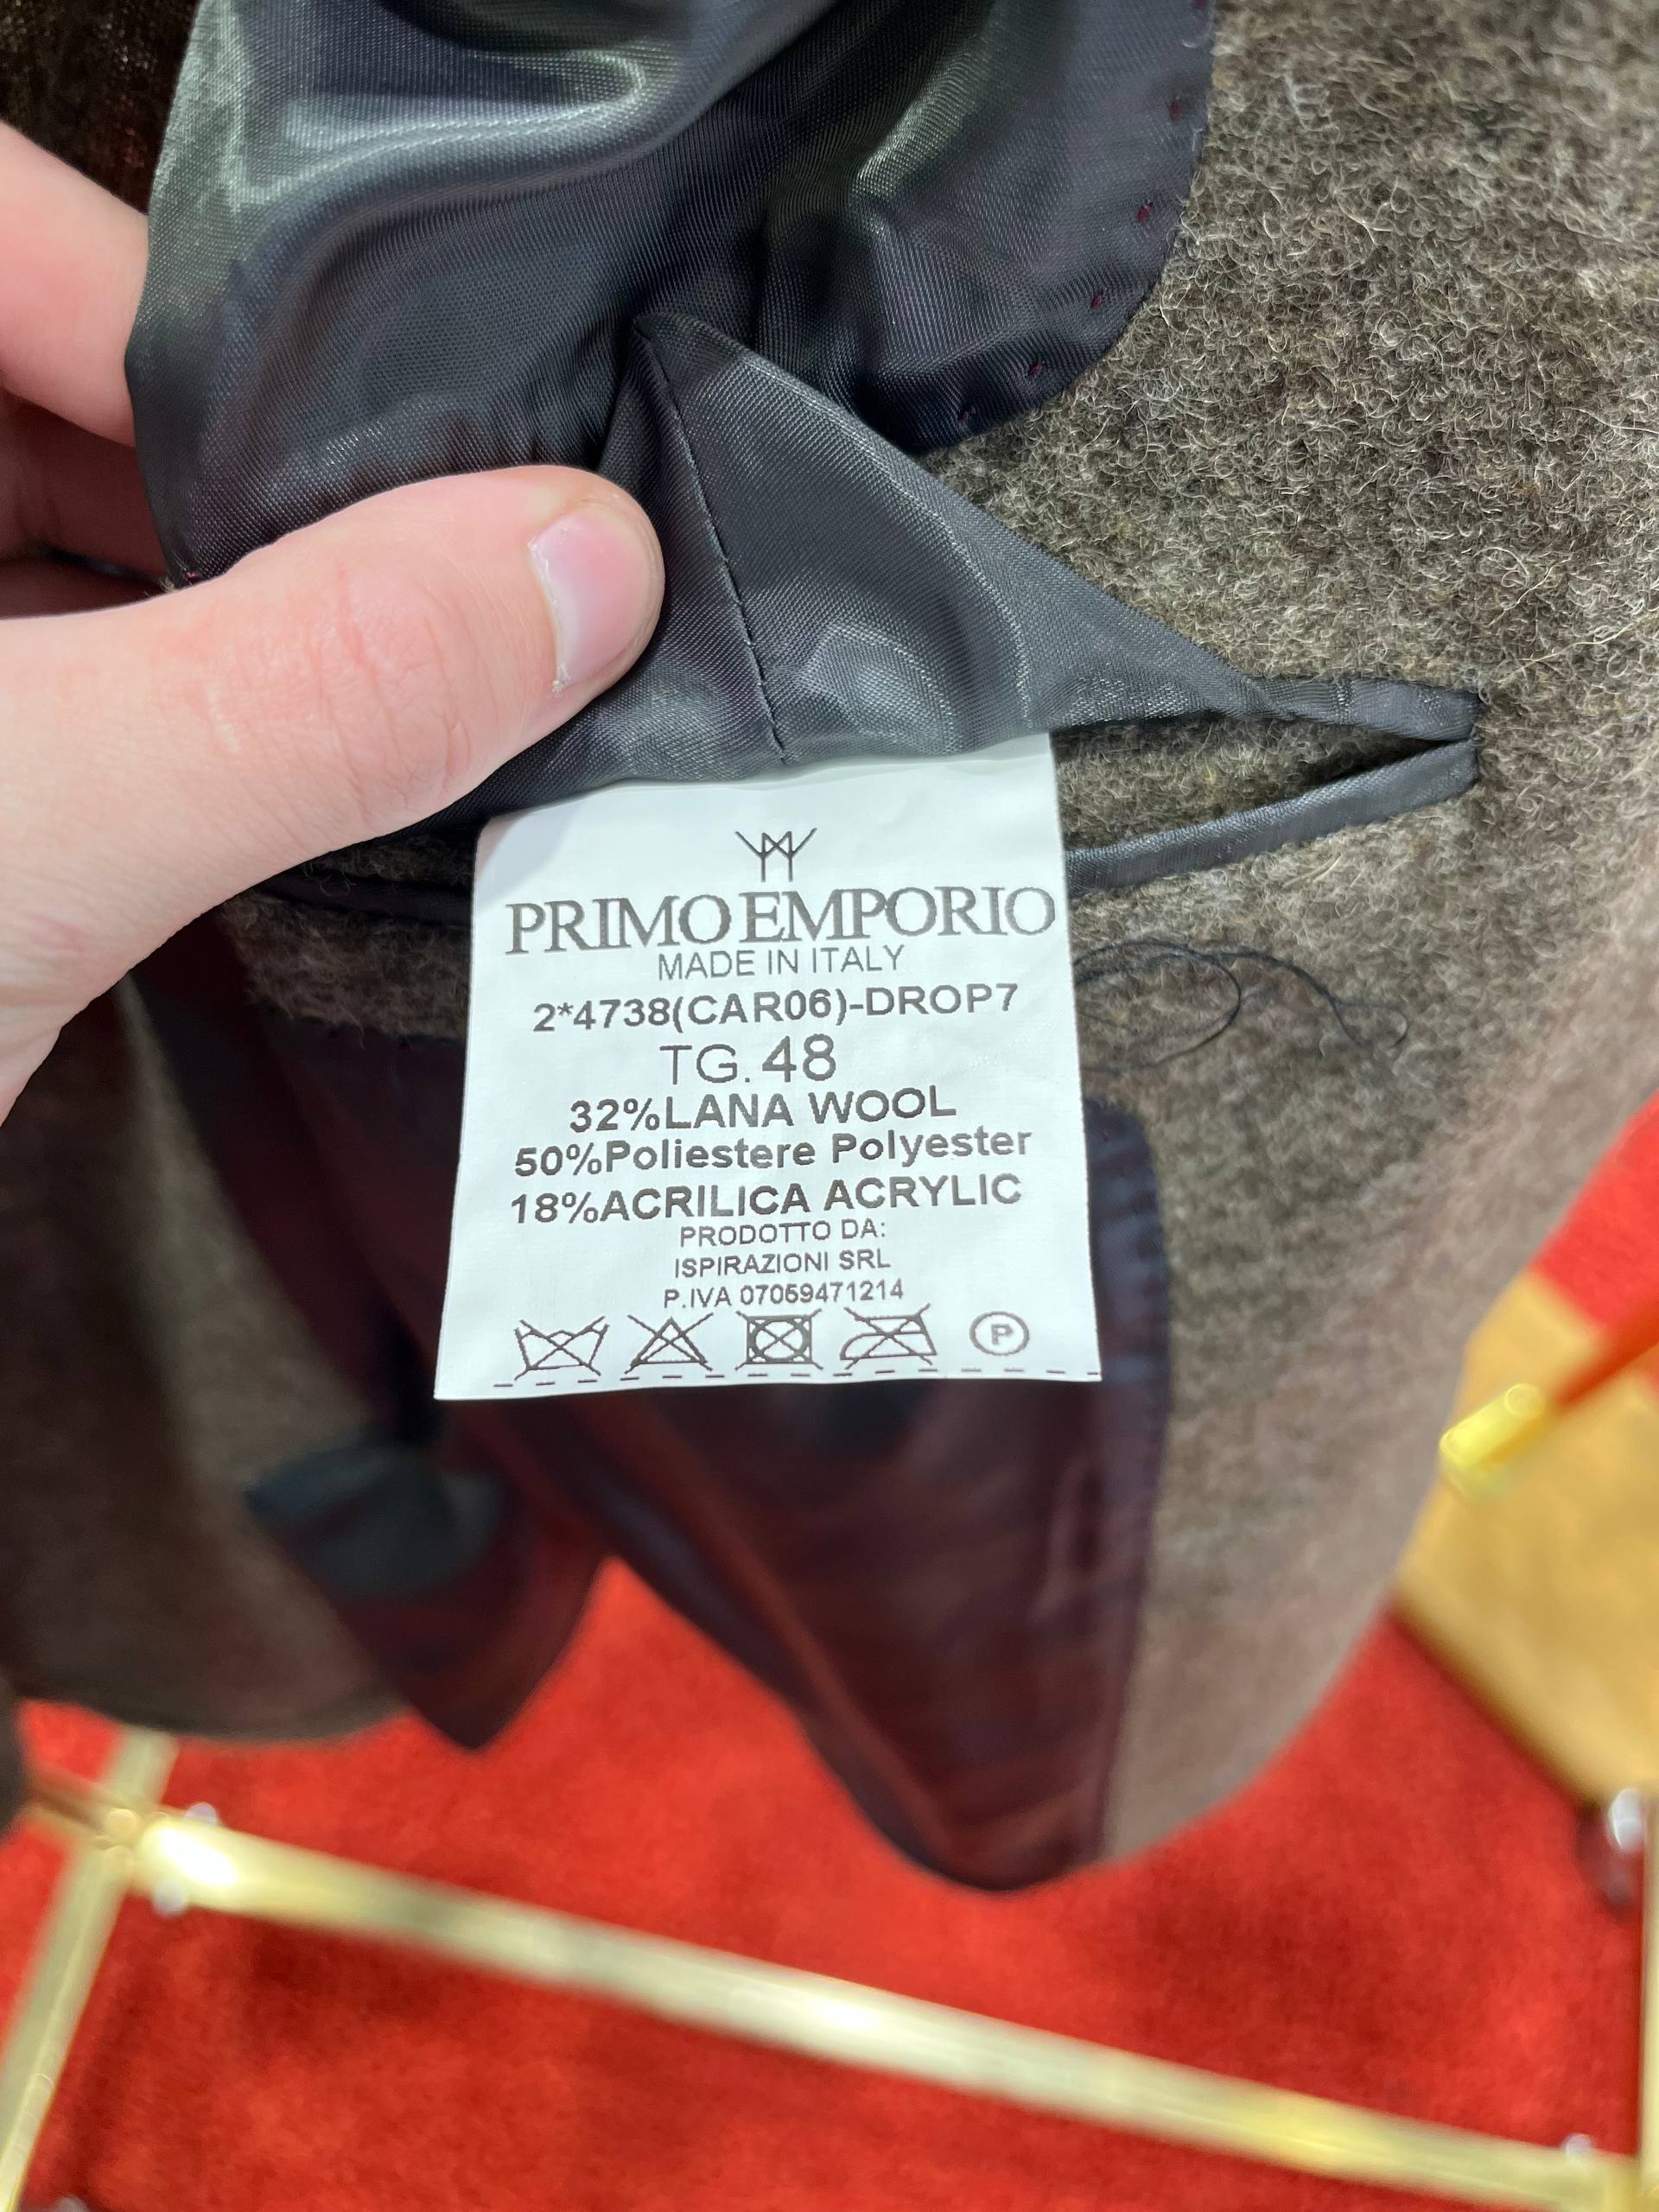 PRIMO EMPORIO
MADE IN ITALY
2*4738(CAR06)-DROP7
TG. 48
32%LANA WOOL
50%Poliestere Polyester
18%ACRILICA ACRYLIC
PRODOTTO DA:
ISPIRAZIONI SRL
P.IVA 07059471214
P